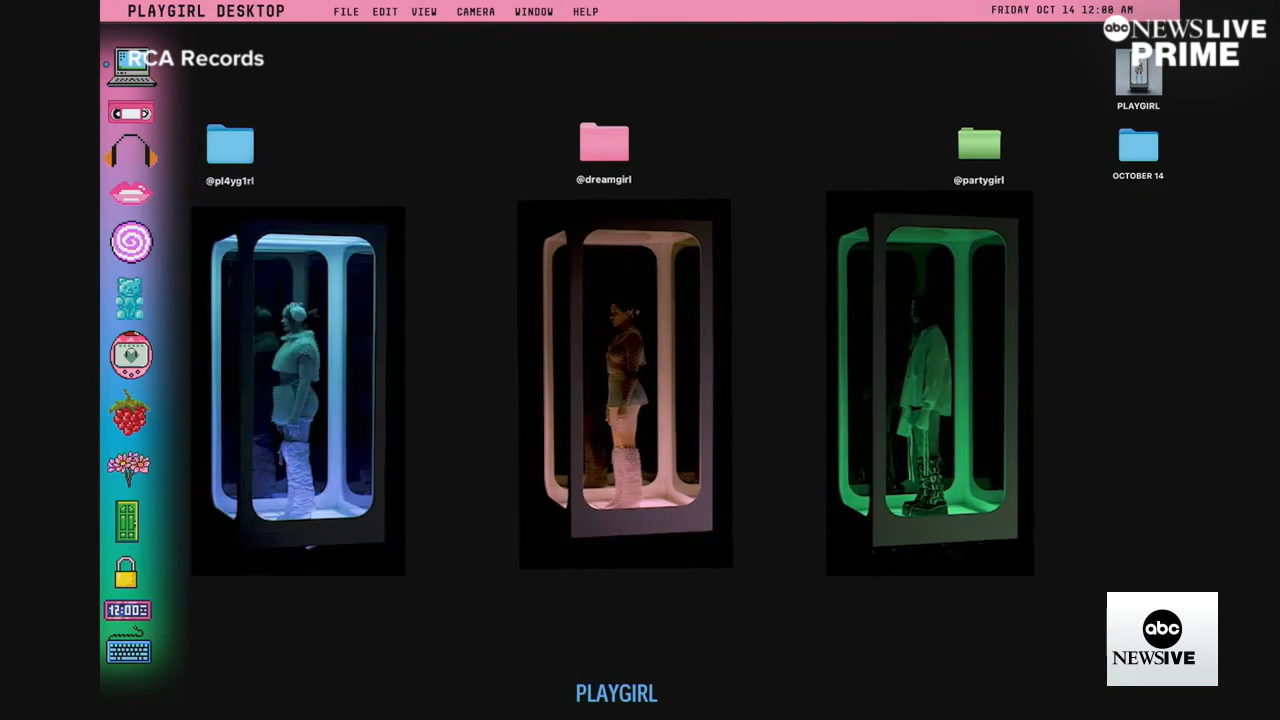 PLAYGIRL DESKTOP FILE EDIT VIEW CAMERA WINDOW HELP FRIDAY OCT 14 12:00 AM
abc NEWS LIVE
PRIME
RCA Records
PLAYGIRL
@pl4yg1rl @dreamgirl @partygirl OCTOBER 14
12:00
abc
NEWS IVE
PLAYGIRL